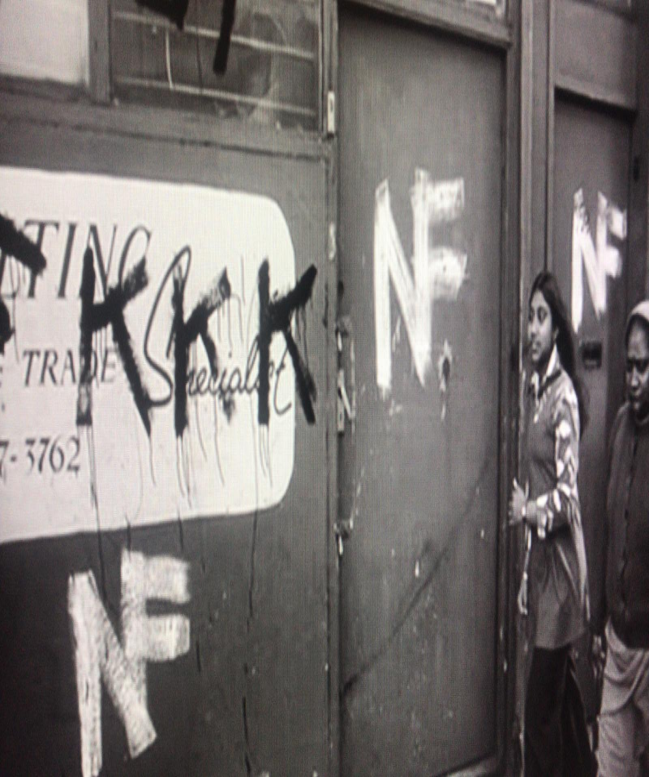 TING
KKK
TRADE Specialist
7-3762
NF
NF
NF